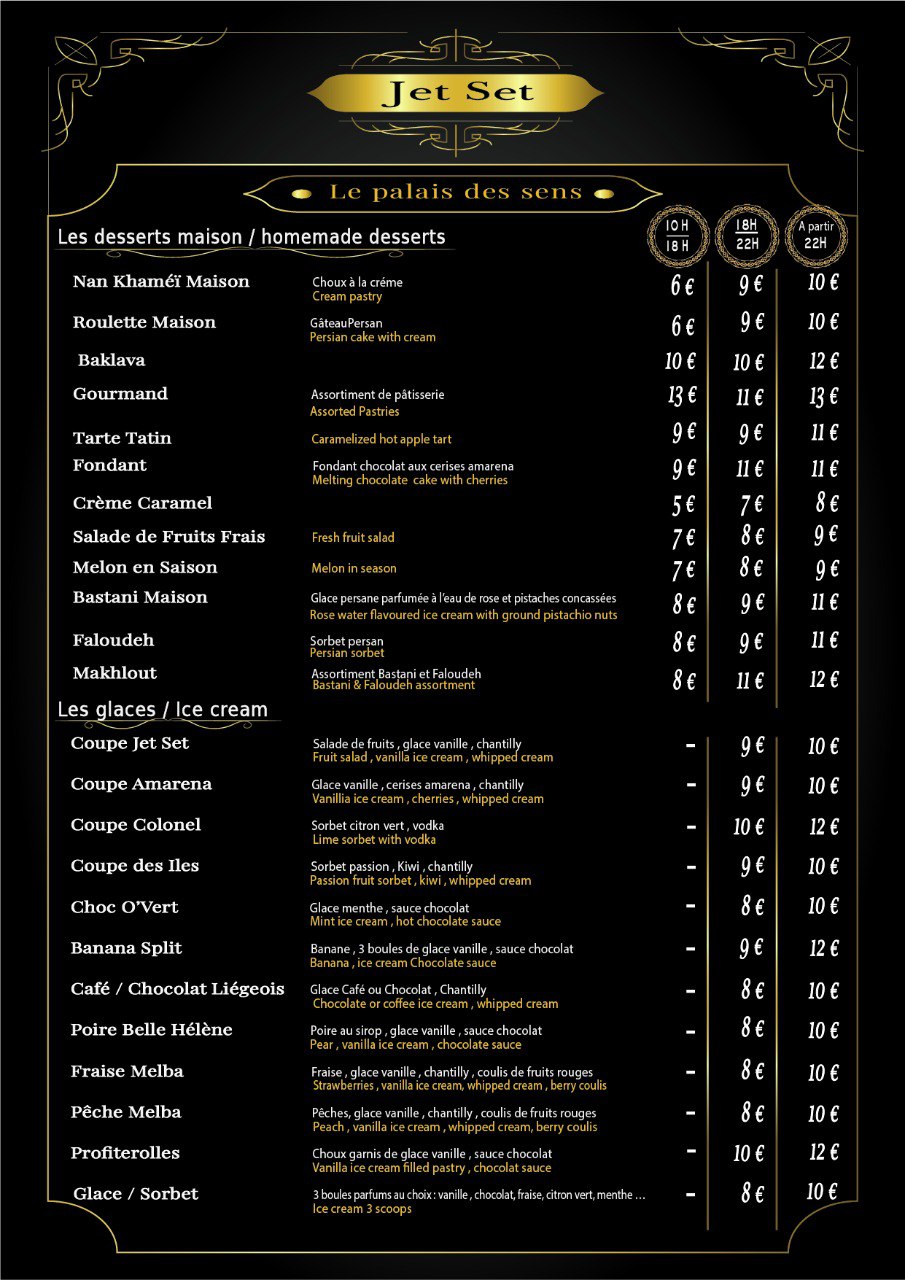 Jet Set
Le palais des sens
Les desserts maison / homemade desserts
10 H
18 H
18H
22H
A partir
22H
Nan Khaméï Maison Choux à la créme 6 € 9 € 10 €
Cream pastry
Roulette Maison GâteauPersan 6 € 9 € 10 €
Persian cake with cream
Baklava 10 € 10 € 12 €
Gourmand Assortiment de pâtisserie 13 € 11 € 13 €
Assorted Pastries
Tarte Tatin Caramelized hot apple tart 9 € 9 € 11 €
Fondant Fondant chocolat aux cerises amarena 9 € 11 € 11 €
Melting chocolate cake with cherries
Crème Caramel 5 € 7 € 8 €
Salade de Fruits Frais Fresh fruit salad 7 € 8 € 9 €
Melon en Saison Melon in season 7 € 8 € 9 €
Bastani Maison Glace persane parfumée à l'eau de rose et pistaches concassées 8 € 9 € 11 €
Rose water flavoured ice cream with ground pistachio nuts
Faloudeh Sorbet persan 8 € 9 € 11 €
Persian sorbet
Makhlout Assortiment Bastani et Faloudeh 8 € 11 € 12 €
Bastani & Faloudeh assortment
Les glaces / Ice cream
Coupe Jet Set Salade de fruits , glace vanille , chantilly - 9 € 10 €
Fruit salad , vanilla ice cream , whipped cream
Coupe Amarena Glace vanille , cerises amarena , chantilly - 9 € 10 €
Vanillia ice cream , cherries , whipped cream
Coupe Colonel Sorbet citron vert , vodka - 10 € 12 €
Lime sorbet with vodka
Coupe des Iles Sorbet passion , Kiwi , chantilly - 9 € 10 €
Passion fruit sorbet , kiwi , whipped cream
Choc O'Vert Glace menthe , sauce chocolat - 8 € 10 €
Mint ice cream , hot chocolate sauce
Banana Split Banane , 3 boules de glace vanille , sauce chocolat - 9 € 12 €
Banana , ice cream Chocolate sauce
Café / Chocolat Liégeois Glace Café ou Chocolat , Chantilly - 8 € 10 €
Chocolate or coffee ice cream , whipped cream
Poire Belle Hélène Poire au sirop , glace vanille , sauce chocolat - 8 € 10 €
Pear , vanilla ice cream , chocolate sauce
Fraise Melba Fraise , glace vanille , chantilly , coulis de fruits rouges - 8 € 10 €
Strawberries , vanilla ice cream, whipped cream , berry coulis
Pêche Melba Pêches, glace vanille , chantilly , coulis de fruits rouges - 8 € 10 €
Peach , vanilla ice cream , whipped cream, berry coulis
Profiterolles Choux garnis de glace vanille , sauce chocolat - 10 € 12 €
Vanilla ice cream filled pastry , chocolat sauce
Glace / Sorbet 3 boules parfums au choix : vanille , chocolat, fraise, citron vert, menthe ... - 8 € 10 €
Ice cream 3 scoops